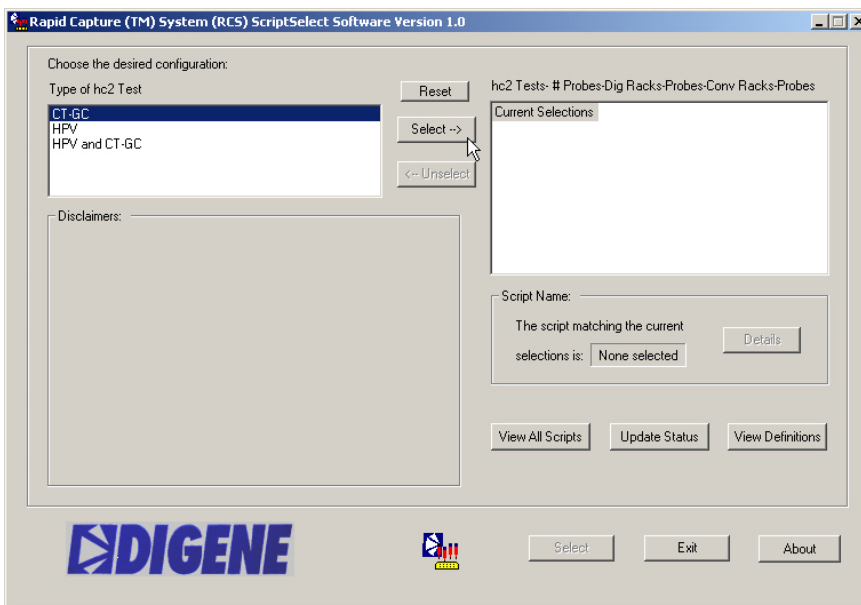 Rapid Capture (TM) System (RCS) ScriptSelect Software Version 1.0
Choose the desired configuration:
Type of hc2 Test
CT-GC
HPV
HPV and CT-GC
Reset
Select -->
<-- Unselect
hc2 Tests- # Probes-Dig Racks-Probes-Conv Racks-Probes
Current Selections
Disclaimers:
Script Name:
The script matching the current
selections is: None selected
Details
View All Scripts
Update Status
View Definitions
DIGENE
Select
Exit
About